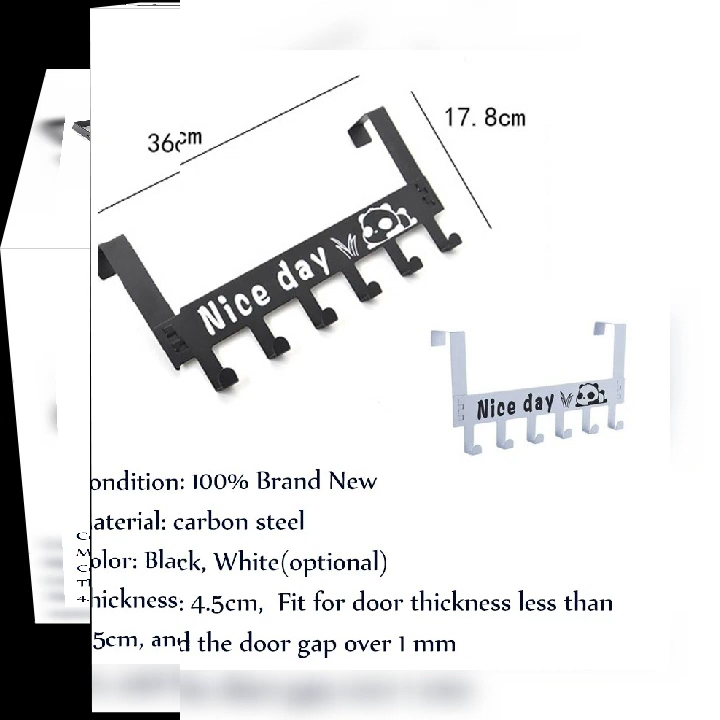 36cm
17.8cm
Nice day
Nice day
ondition: 100% Brand New
aterial: carbon steel
olor: Black, White(optional)
hickness: 4.5cm, Fit for door thickness less than
5cm, and the door gap over 1 mm